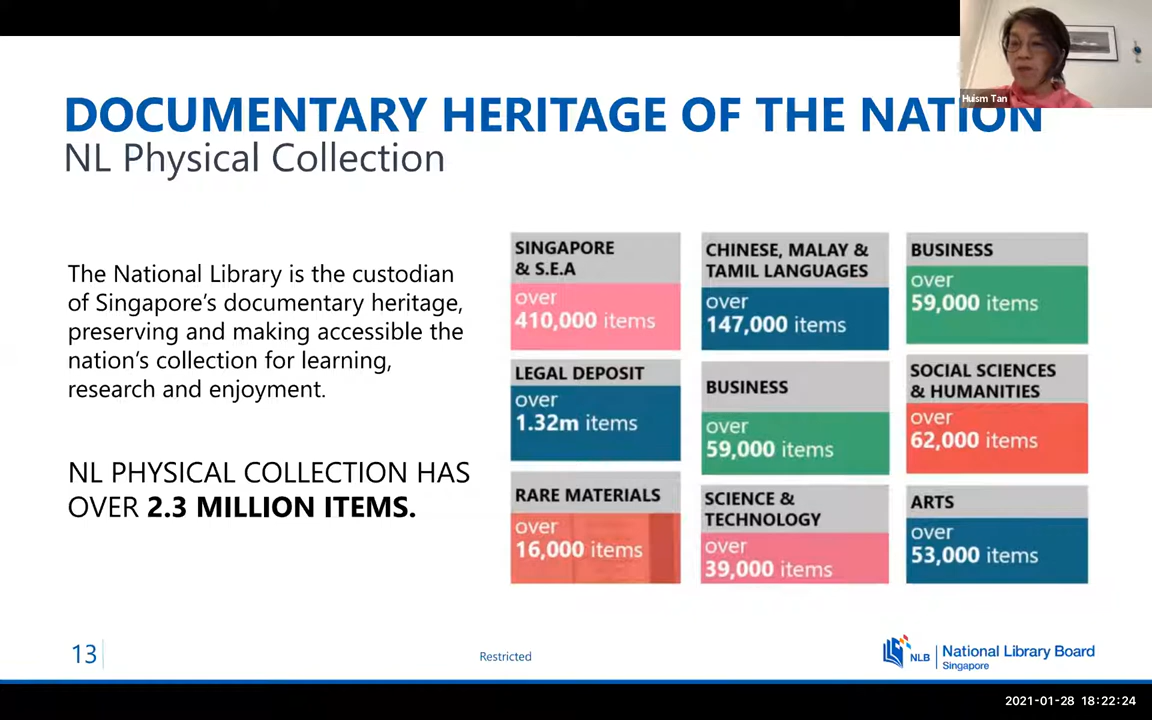 Huism Tan
DOCUMENTARY HERITAGE OF THE NATION
NL Physical Collection
The National Library is the custodian
of Singapore's documentary heritage,
preserving and making accessible the
nation's collection for learning,
research and enjoyment.
NL PHYSICAL COLLECTION HAS
OVER 2.3 MILLION ITEMS.
SINGAPORE
& S.E.A
over
410,000 items
CHINESE, MALAY &
TAMIL LANGUAGES
over
147,000 items
BUSINESS
over
59,000 items
LEGAL DEPOSIT
over
1.32m items
BUSINESS
over
59,000 items
SOCIAL SCIENCES
& HUMANITIES
over
62,000 items
RARE MATERIALS
over
16,000 items
SCIENCE &
TECHNOLOGY
over
39,000 items
ARTS
over
53,000 items
13
Restricted
NLB
National Library Board
Singapore
2021-01-28 18:22:24